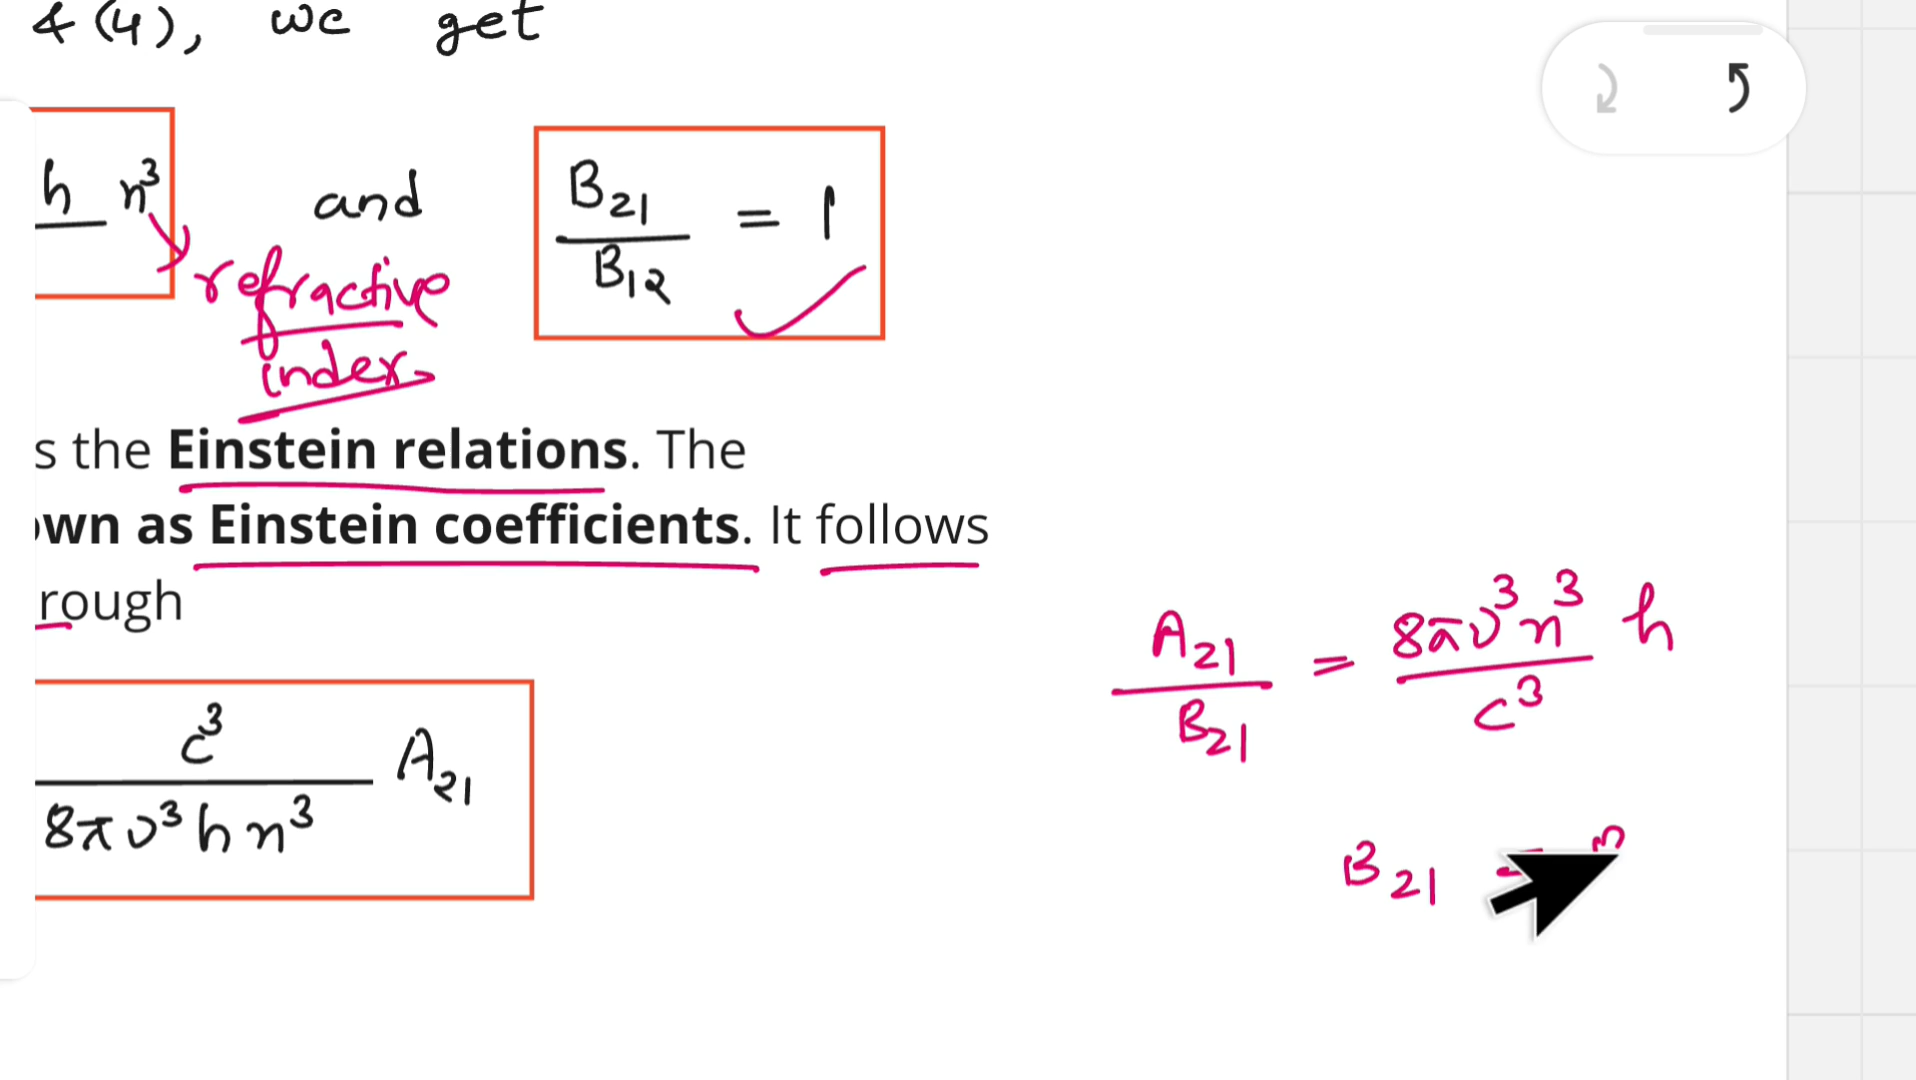 & (4), we get
h n³ and B₂₁/B₁₂ = 1
refractive
index
s the Einstein relations. The
own as Einstein coefficients. It follows
rough
c³/8πν³hn³ A₂₁
A₂₁/B₂₁ = 8πν³n³/c³ h
B₂₁ =